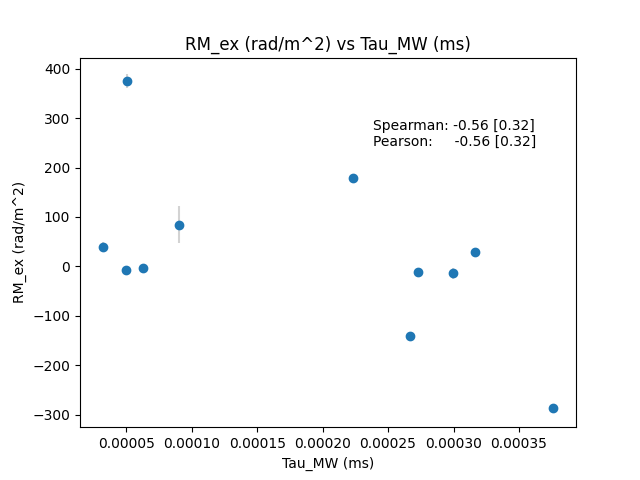 RM_ex (rad/m^2) vs Tau_MW (ms)
400
300
200
100
0
−100
−200
−300
RM_ex (rad/m^2)
Spearman: -0.56 [0.32]
Pearson: -0.56 [0.32]
0.00005 0.00010 0.00015 0.00020 0.00025 0.00030 0.00035
Tau_MW (ms)